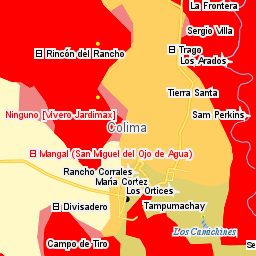 La Frontera
Sergio Villa
El Trago
Rincón del Rancho
Los Arados
Tierra Santa
Ninguno [Vivero Jardimax]
Sam Perkins
Colima
El Mangal (San Miguel del Ojo de Agua)
Rancho Corrales
María Cortez
Los Ortices
El Divisadero
Tampumachay
Los Carrichines
Campo de Tiro
Se